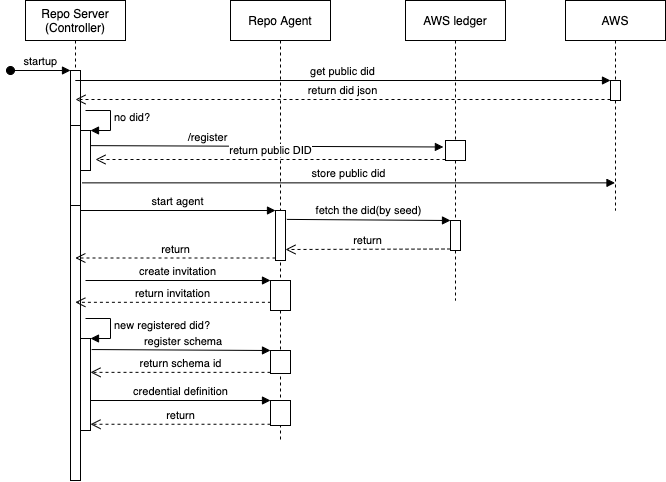 Repo Server
(Controller)
Repo Agent
AWS ledger
AWS
startup
get public did
return did json
no did?
/register
return public DID
store public did
start agent
fetch the did(by seed)
return
return
create invitation
return invitation
new registered did?
register schema
return schema id
credential definition
return